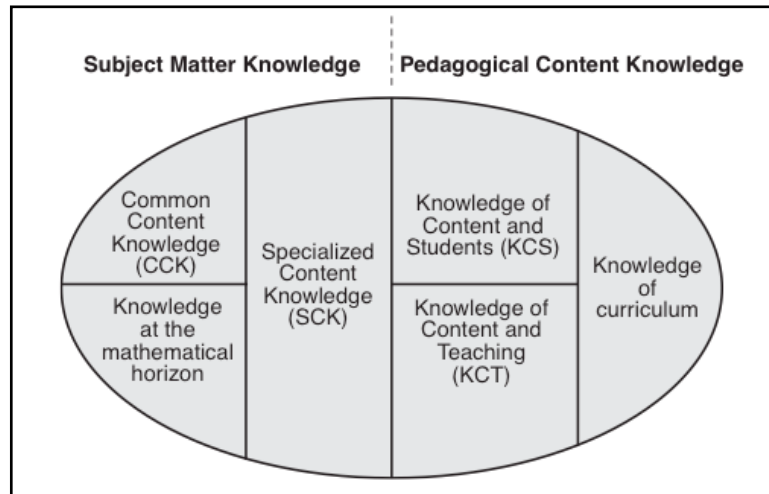 Subject Matter Knowledge
Pedagogical Content Knowledge
Common
Content
Knowledge
(CCK)
Knowledge
at the
mathematical
horizon
Specialized
Content
Knowledge
(SCK)
Knowledge of
Content and
Students (KCS)
Knowledge of
Content and
Teaching
(KCT)
Knowledge
of
curriculum